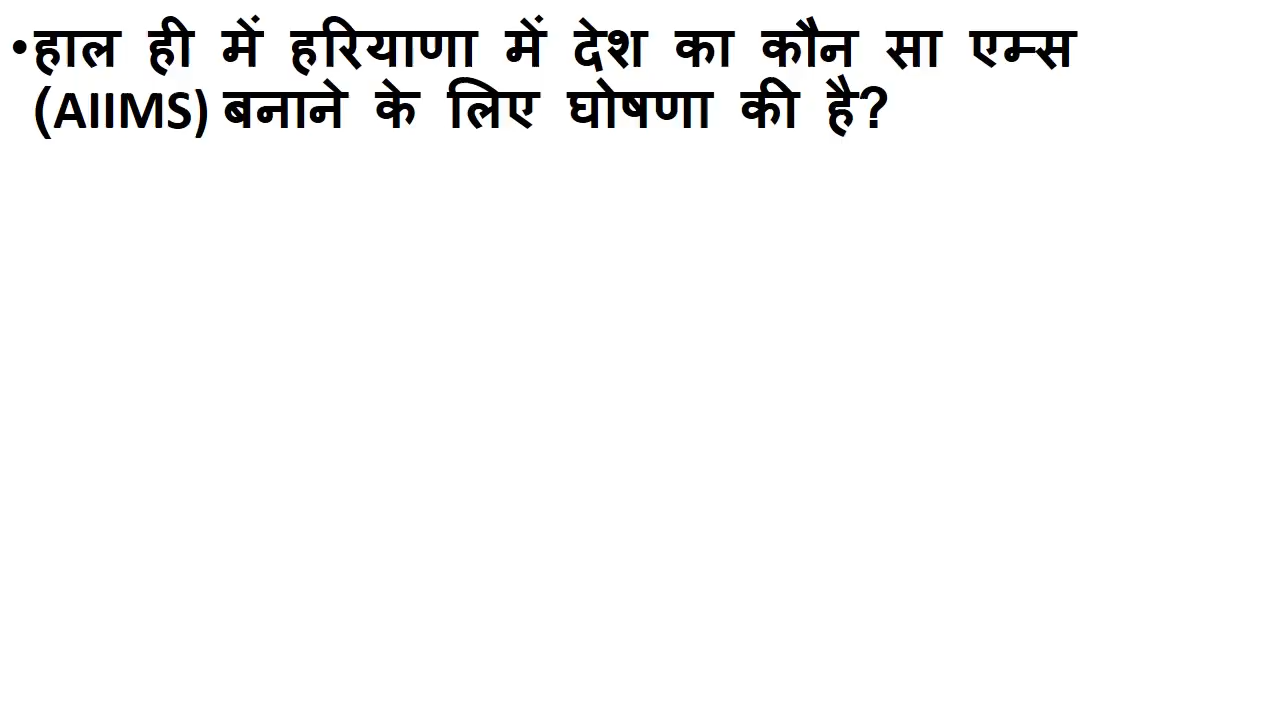 •हाल ही में हरियाणा में देश का कौन सा एम्स
(AIIMS) बनाने के लिए घोषणा की है?